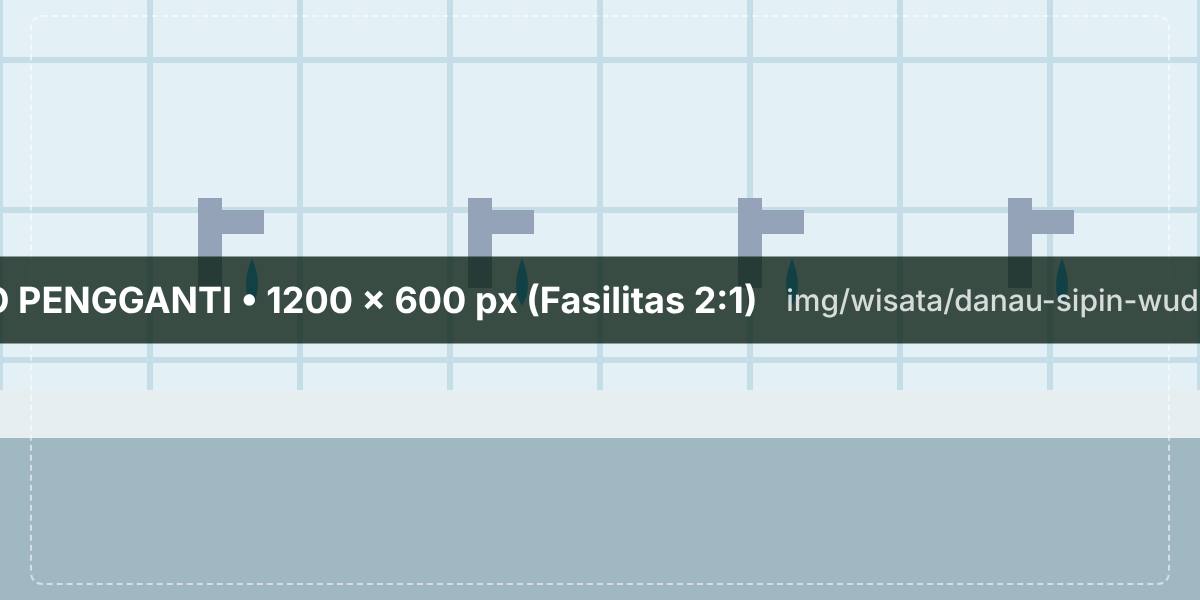 PENGGANTI • 1200 × 600 px (Fasilitas 2:1) img/wisata/danau-sipin-wud